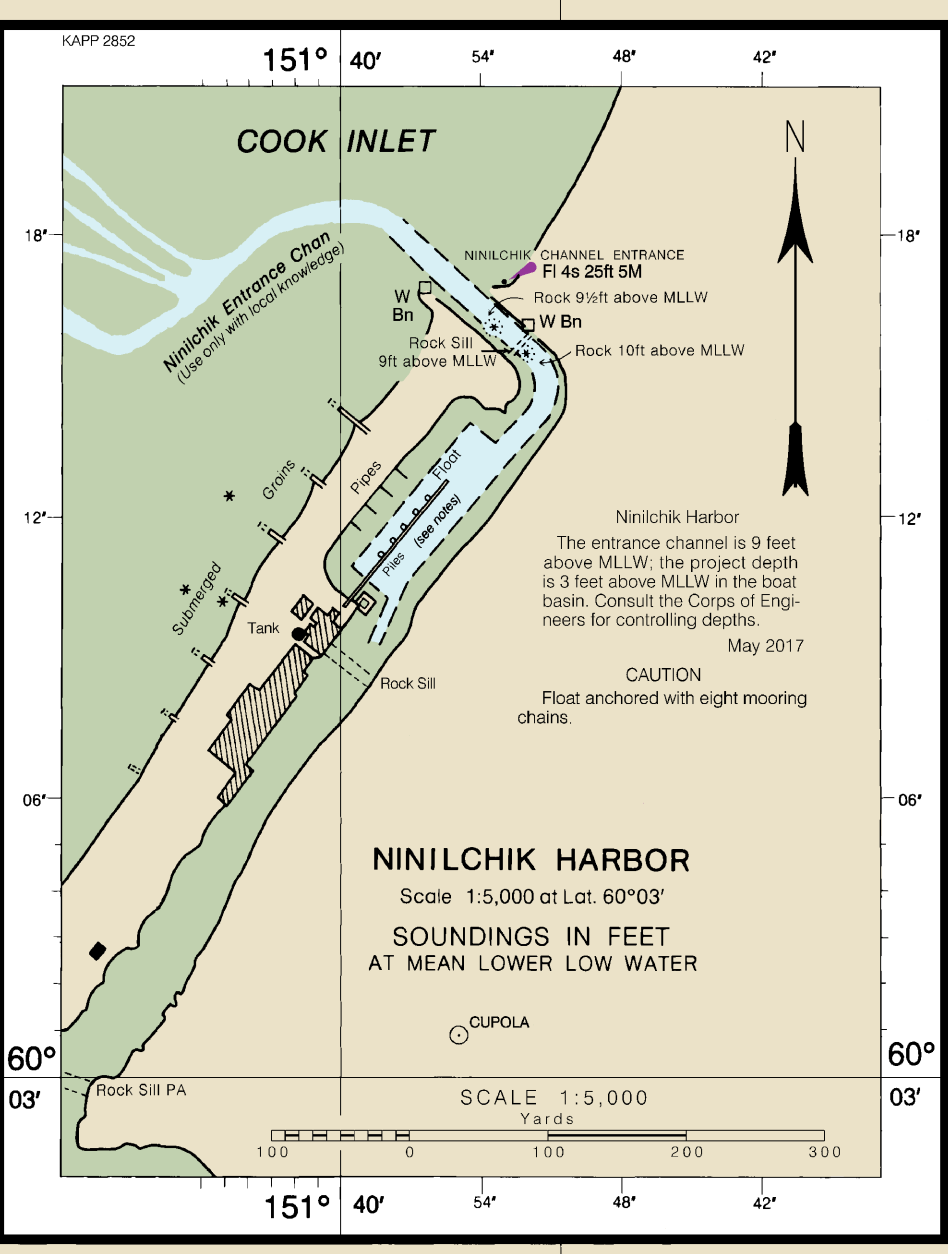 KAPP 2852
151° 40′ 54″ 48″ 42″
COOK INLET
18″ 18″
NINILCHIK CHANNEL ENTRANCE
Fl 4s 25ft 5M
Ninilchik Entrance Chan
(Use only with local knowledge)
N
W
Bn
Rock 9½ft above MLLW
W Bn
Rock Sill
9ft above MLLW
Rock 10ft above MLLW
Groins
Pipes
Float
(see notes)
Piles
12″ 12″
Submerged
Tank
Rock Sill
Ninilchik Harbor
The entrance channel is 9 feet
above MLLW; the project depth
is 3 feet above MLLW in the boat
basin. Consult the Corps of Engi-
neers for controlling depths.
May 2017
CAUTION
Float anchored with eight mooring
chains.
06″ 06″
NINILCHIK HARBOR
Scale 1:5,000 at Lat. 60°03′
SOUNDINGS IN FEET
AT MEAN LOWER LOW WATER
CUPOLA
60° 60°
03′ 03′
Rock Sill PA
SCALE 1:5,000
Yards
100 0 100 200 300
151° 40′ 54″ 48″ 42″